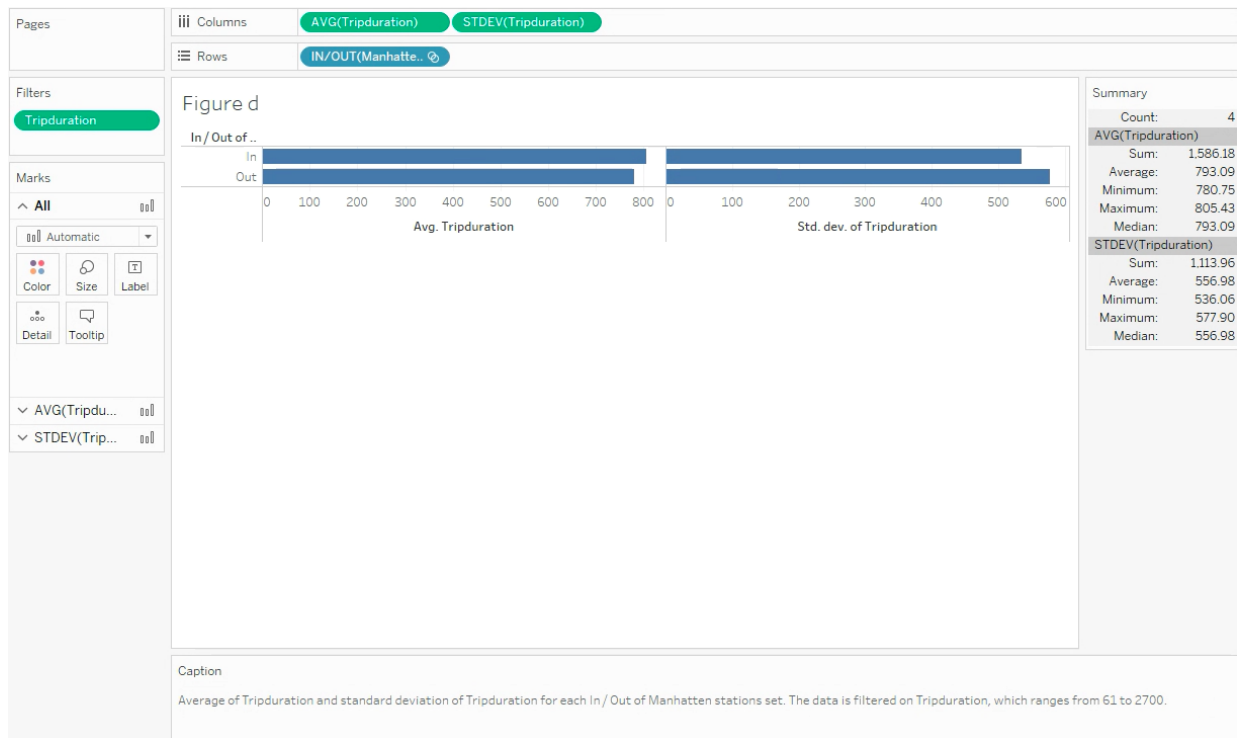 Pages
Columns
AVG(Tripduration)
STDEV(Tripduration)
Rows
IN/OUT(Manhatte..
Filters
Tripduration
Marks
All
Automatic
Color
Size
Label
Detail
Tooltip
AVG(Tripdu...
STDEV(Trip...
Figure d
In / Out of ..
In
Out
0 100 200 300 400 500 600 700 800
0 100 200 300 400 500 600
Avg. Tripduration
Std. dev. of Tripduration
Summary
Count: 4
AVG(Tripduration)
Sum: 1,586.18
Average: 793.09
Minimum: 780.75
Maximum: 805.43
Median: 793.09
STDEV(Tripduration)
Sum: 1,113.96
Average: 556.98
Minimum: 536.06
Maximum: 577.90
Median: 556.98
Caption
Average of Tripduration and standard deviation of Tripduration for each In / Out of Manhatten stations set. The data is filtered on Tripduration, which ranges from 61 to 2700.